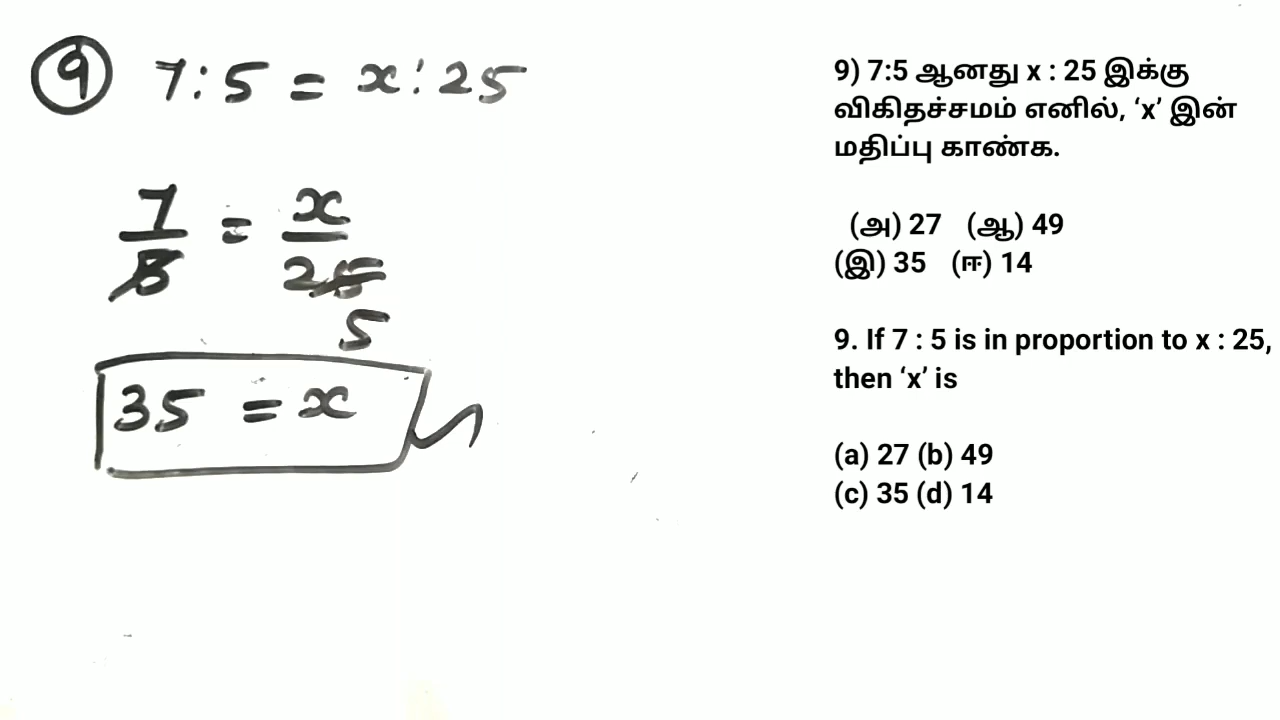 9 7:5 = x:25
7/5 = x/25
5
35 = x
9) 7:5 ஆனது x : 25 இக்கு
விகிதச்சமம் எனில், ‘x’ இன்
மதிப்பு காண்க.
(அ) 27 (ஆ) 49
(இ) 35 (ஈ) 14
9. If 7 : 5 is in proportion to x : 25,
then ‘x’ is
(a) 27 (b) 49
(c) 35 (d) 14